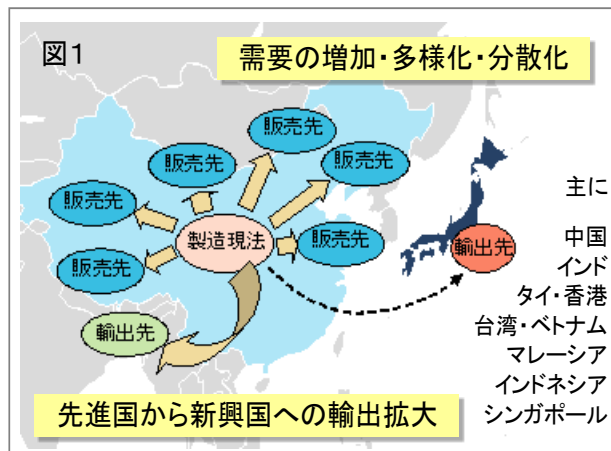 図1
需要の増加・多様化・分散化
販売先
販売先
販売先
販売先
製造現法
販売先
販売先
輸出先
輸出先
主に
中国
インド
タイ・香港
台湾・ベトナム
マレーシア
インドネシア
シンガポール
先進国から新興国への輸出拡大